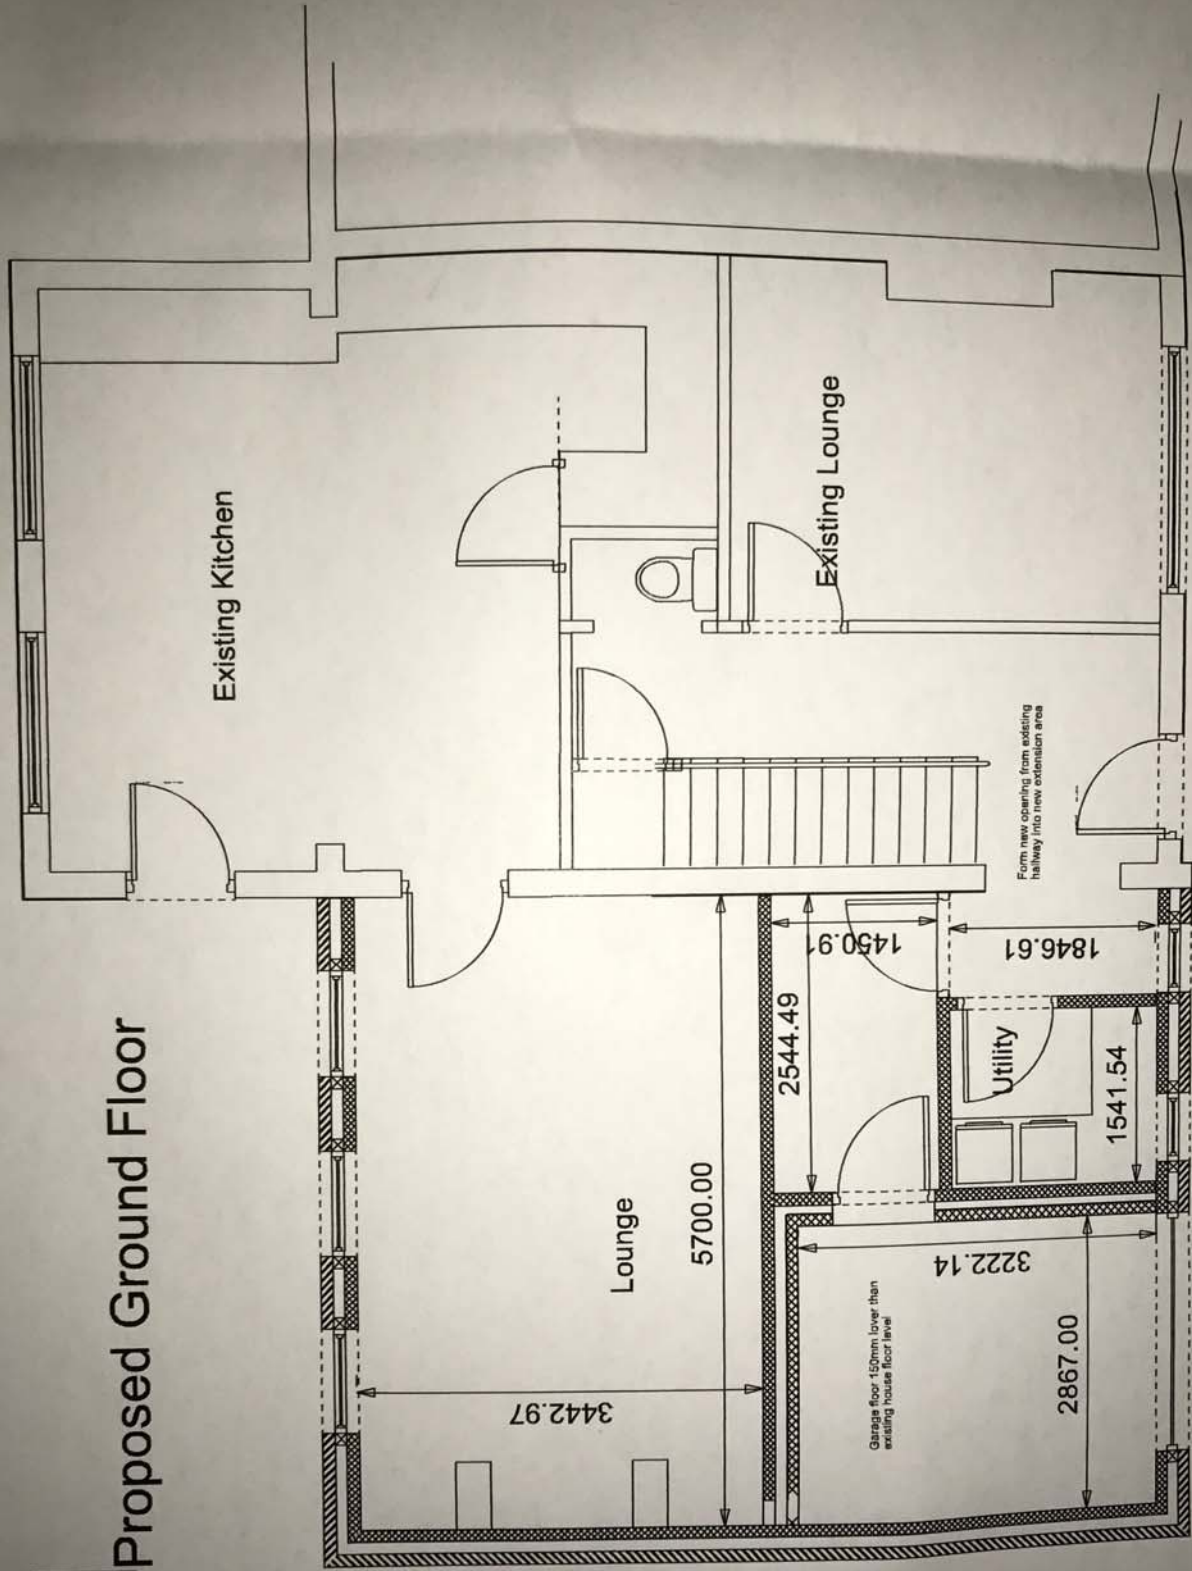 Proposed Ground Floor
Existing Kitchen
Existing Lounge
Lounge
5700.00
3442.97
2544.49
1450.91
Form new opening from existing
hallway into new extension area
1846.61
Utility
1541.54
Garage floor 150mm lover than
existing house floor level
3222.14
2867.00